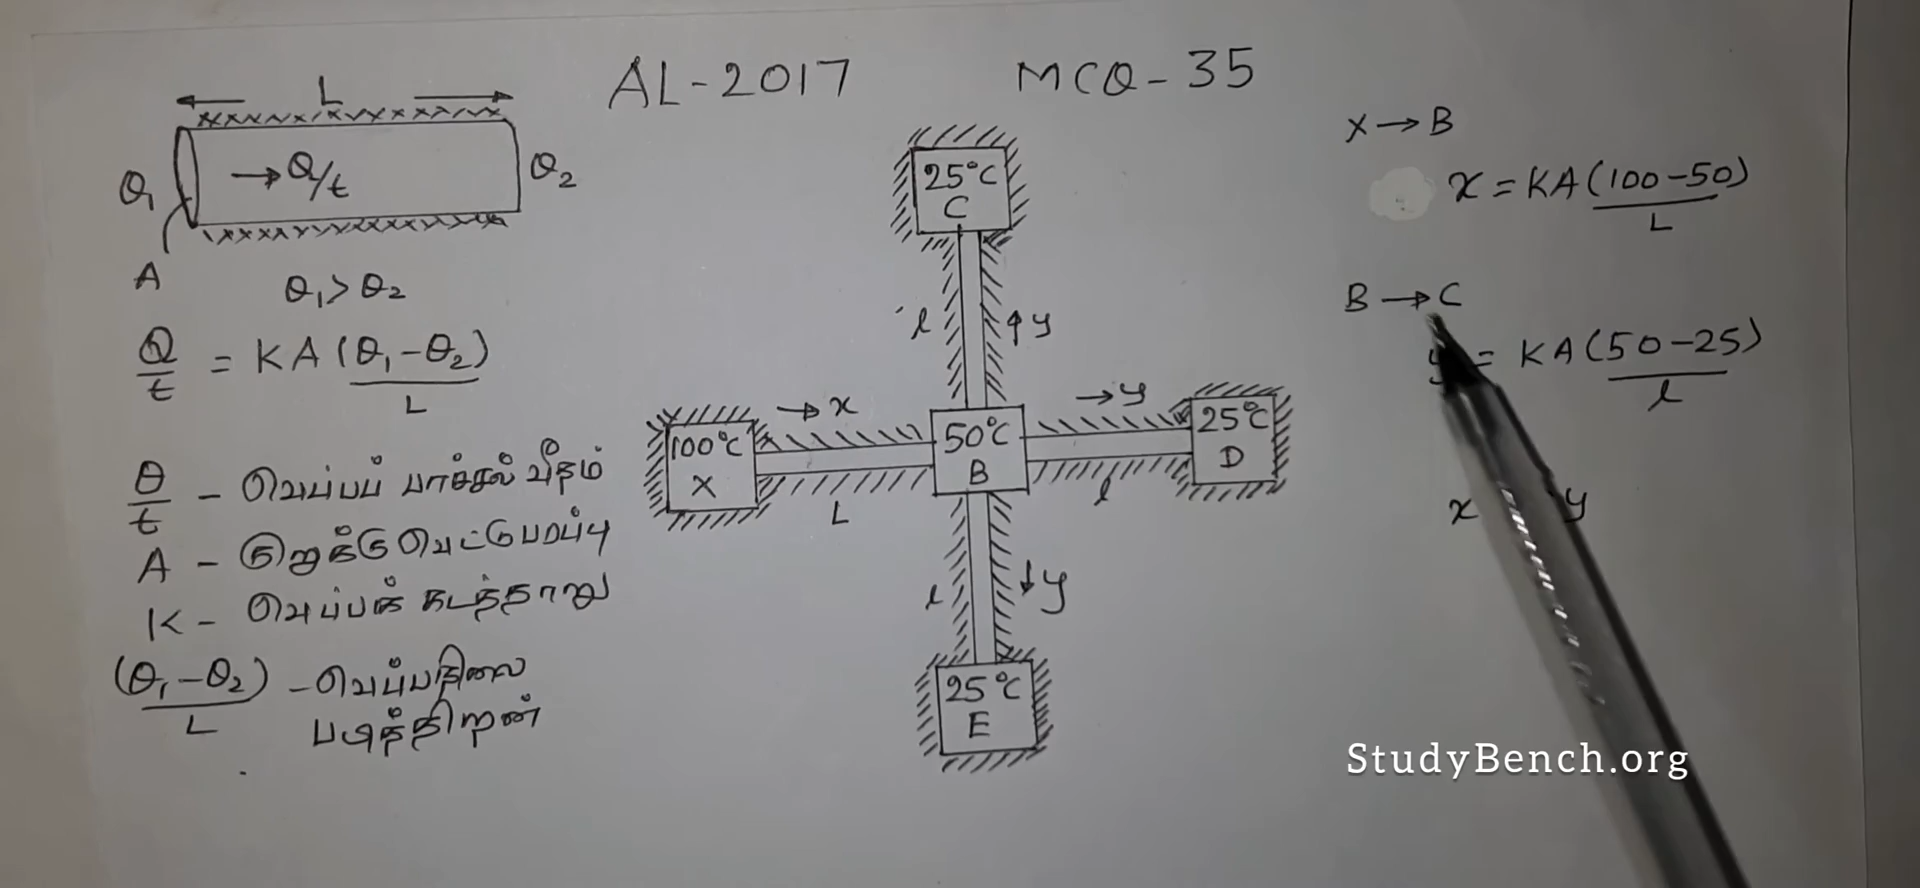 AL-2017 MCQ-35
L
θ₁ → Q/t θ₂
A
θ₁ > θ₂
Q/t = KA(θ₁-θ₂)/L
θ/t - வெப்பப் பாச்சல் வீதம்
A - குறுக்கு வெட்டு பரப்பு
K - வெப்பக் கடத்தாறு
(θ₁-θ₂)/L - வெப்பநிலை
படித்திறன்
25°C
C
l ↑y
→ x → y
100°C 50°C 25°C
X B D
L l
l ↓y
25°C
E
X → B
x = KA(100-50)/L
B → C
y = KA(50-25)/l
x y
StudyBench.org